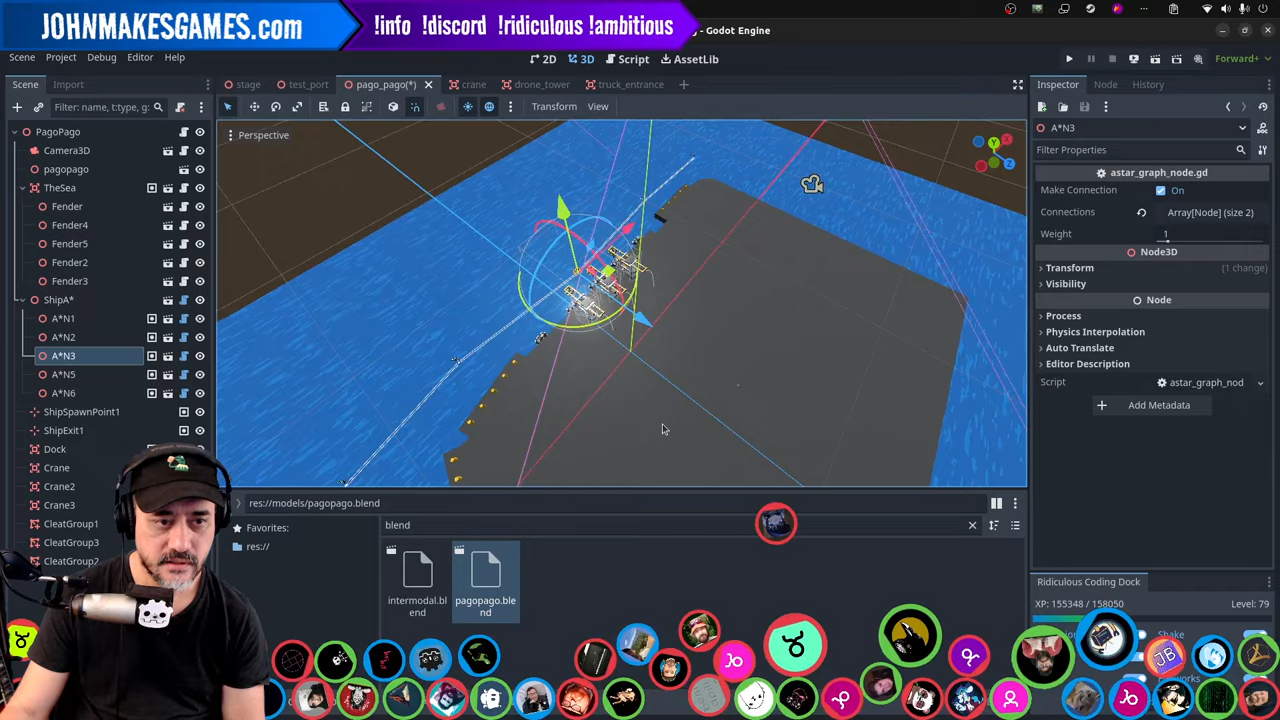 JOHNMAKESGAMES.COM
!info !discord !ridiculous !ambitious
- Godot Engine
Scene Project Debug Editor Help
2D 3D Script AssetLib
Forward+
Scene Import
stage test_port pago_pago(*) crane drone_tower truck_entrance
Inspector Node History
Filter: name, t:type, g:
Transform View
PagoPago
Camera3D
pagopago
TheSea
Fender
Fender4
Fender5
Fender2
Fender3
ShipA*
A*N1
A*N2
A*N3
A*N5
A*N6
ShipSpawnPoint1
ShipExit1
Dock
Crane
Crane2
Crane3
CleatGroup1
CleatGroup3
CleatGroup2
Perspective
Y
X
Z
A*N3
Filter Properties
astar_graph_node.gd
Make Connection On
Connections Array[Node] (size 2)
Weight 1
Node3D
Transform (1 change)
Visibility
Node
Process
Physics Interpolation
Auto Translate
Editor Description
Script astar_graph_nod
Add Metadata
res://models/pagopago.blend
Favorites:
res://
blend
intermodal.bl
end
pagopago.ble
nd
Ridiculous Coding Dock
XP: 155348 / 158050 Level: 79
Shake